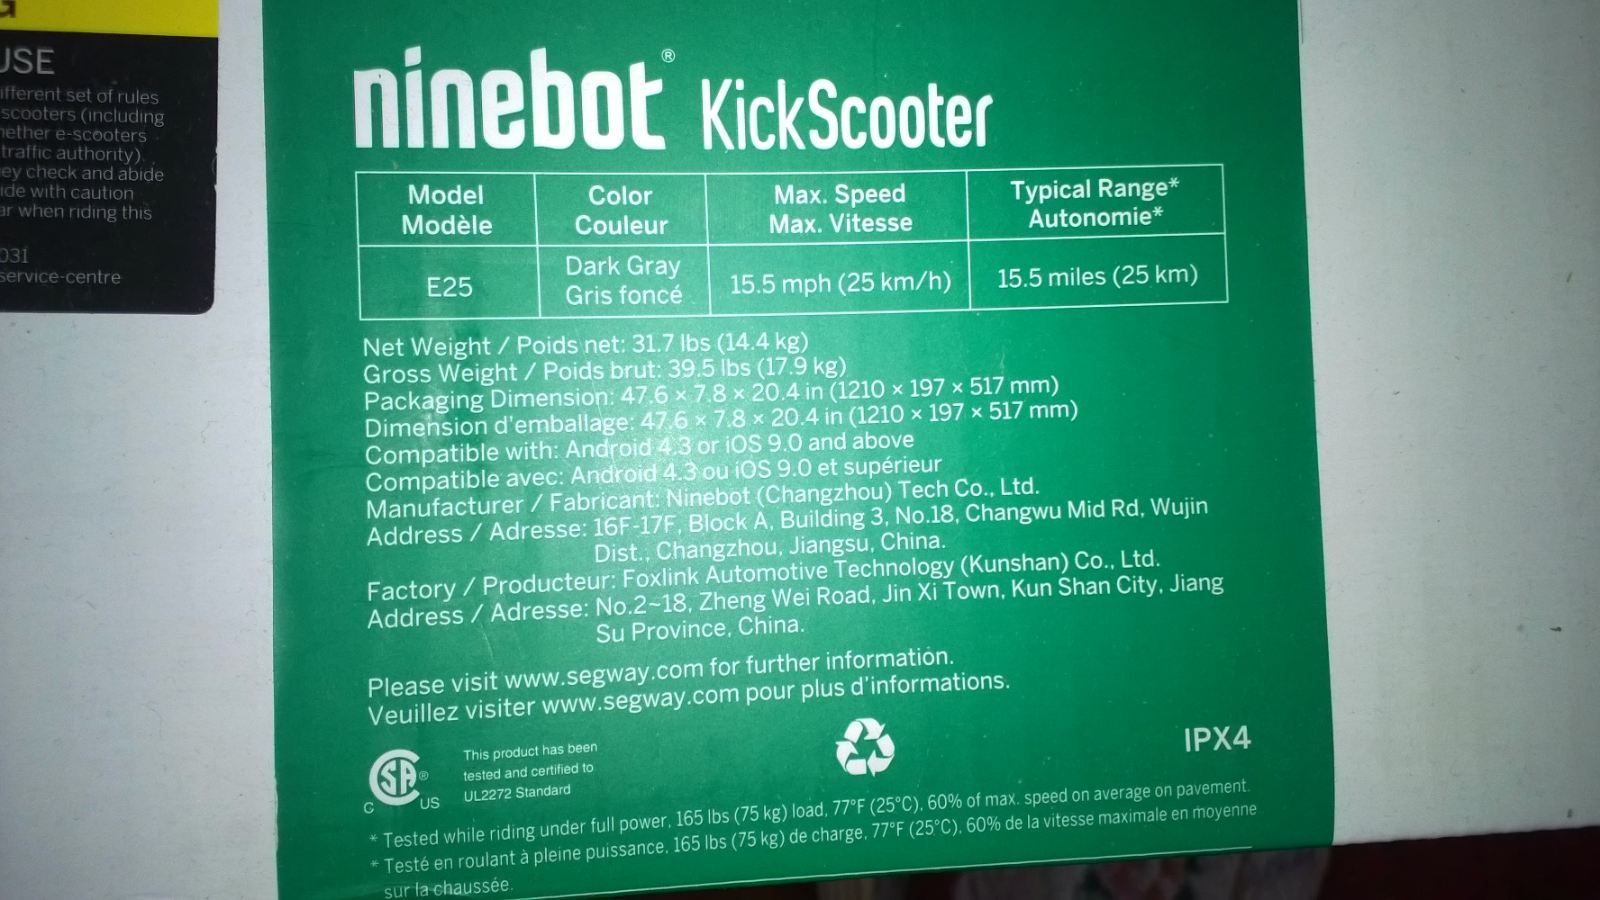 USE
different set of rules
scooters (including
whether e-scooters
traffic authority).
they check and abide
ride with caution
when riding this
031
service-centre
ninebot® KickScooter
Model Color Max. Speed Typical Range*
Modèle Couleur Max. Vitesse Autonomie*
E25 Dark Gray 15.5 mph (25 km/h) 15.5 miles (25 km)
Gris foncé
Net Weight / Poids net: 31.7 lbs (14.4 kg)
Gross Weight / Poids brut: 39.5 lbs (17.9 kg)
Packaging Dimension: 47.6 × 7.8 × 20.4 in (1210 × 197 × 517 mm)
Dimension d'emballage: 47.6 × 7.8 × 20.4 in (1210 × 197 × 517 mm)
Compatible with: Android 4.3 or iOS 9.0 and above
Compatible avec: Android 4.3 ou iOS 9.0 et supérieur
Manufacturer / Fabricant: Ninebot (Changzhou) Tech Co., Ltd.
Address / Adresse: 16F-17F, Block A, Building 3, No.18, Changwu Mid Rd, Wujin
Dist., Changzhou, Jiangsu, China.
Factory / Producteur: Foxlink Automotive Technology (Kunshan) Co., Ltd.
Address / Adresse: No.2~18, Zheng Wei Road, Jin Xi Town, Kun Shan City, Jiang
Su Province, China.
Please visit www.segway.com for further information.
Veuillez visiter www.segway.com pour plus d'informations.
IPX4
This product has been
tested and certified to
UL2272 Standard
C SA® US
* Tested while riding under full power, 165 lbs (75 kg) load, 77°F (25°C), 60% of max. speed on average on pavement.
* Testé en roulant à pleine puissance, 165 lbs (75 kg) de charge, 77°F (25°C), 60% de la vitesse maximale en moyenne
sur la chaussée.